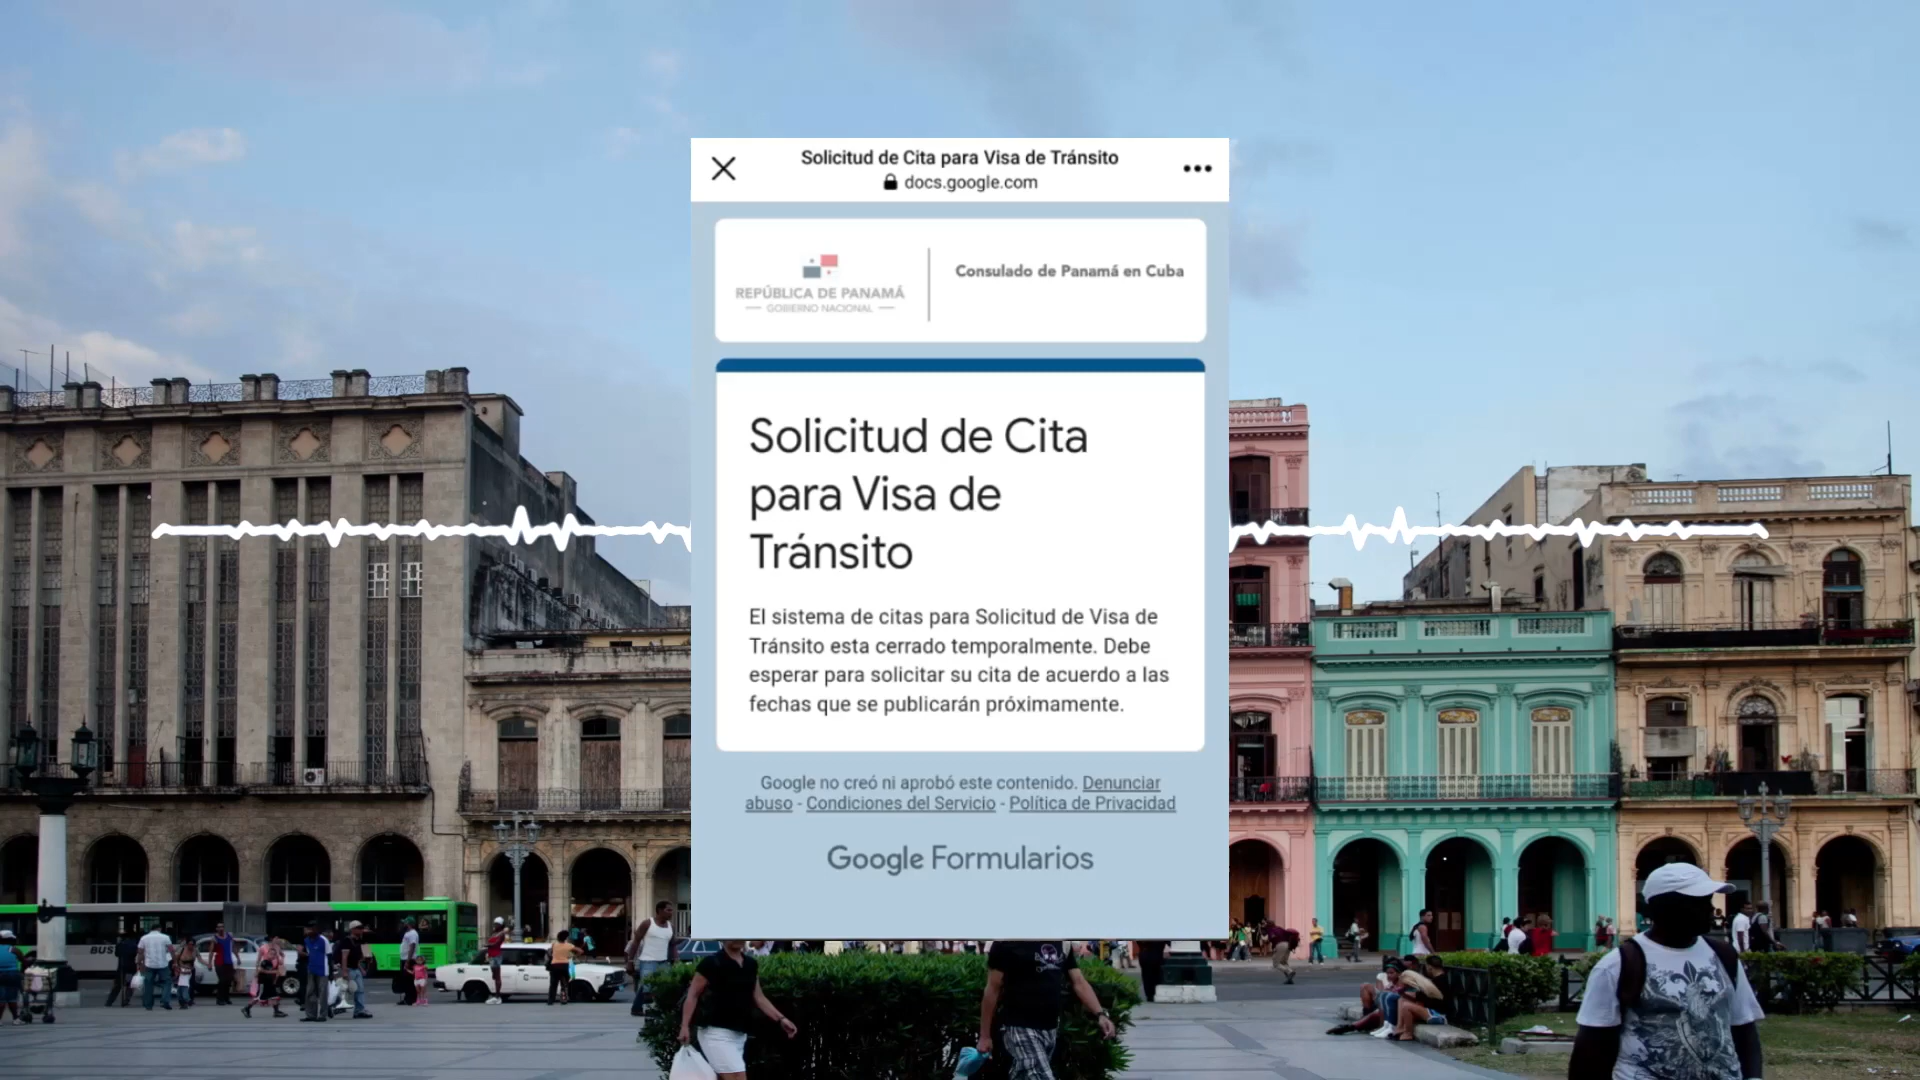 Solicitud de Cita para Visa de Tránsito
docs.google.com
REPÚBLICA DE PANAMÁ
GOBIERNO NACIONAL
Consulado de Panamá en Cuba
Solicitud de Cita
para Visa de
Tránsito
El sistema de citas para Solicitud de Visa de
Tránsito esta cerrado temporalmente. Debe
esperar para solicitar su cita de acuerdo a las
fechas que se publicarán próximamente.
Google no creó ni aprobó este contenido. Denunciar
abuso - Condiciones del Servicio - Política de Privacidad
Google Formularios
BUS